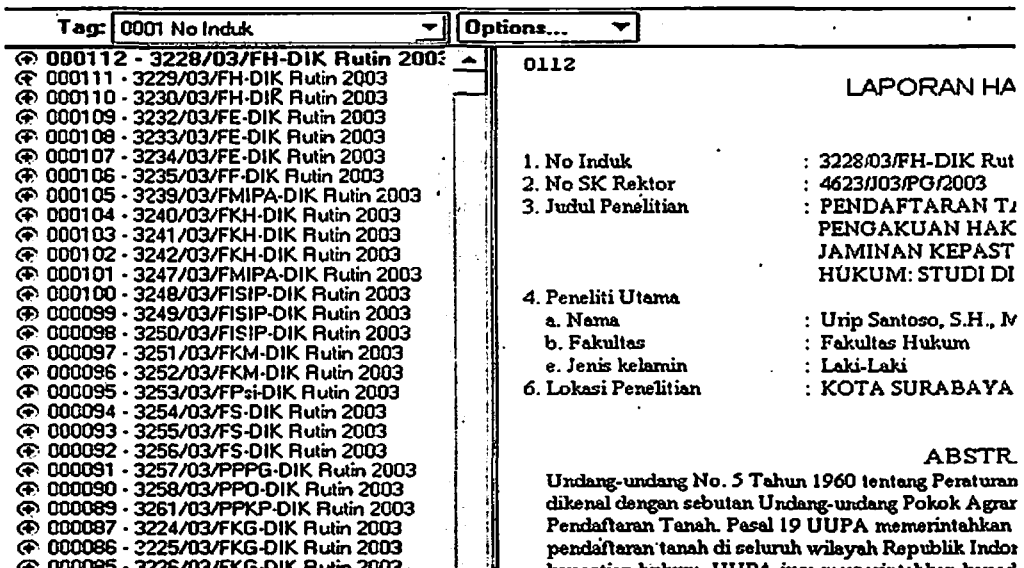 Tag: 0001 No Induk Options...
000112 - 3228/03/FH-DIK Rutin 2003
000111 - 3229/03/FH-DIK Rutin 2003
000110 - 3230/03/FH-DIK Rutin 2003
000109 - 3232/03/FE-DIK Rutin 2003
000108 - 3233/03/FE-DIK Rutin 2003
000107 - 3234/03/FE-DIK Rutin 2003
000106 - 3235/03/FF-DIK Rutin 2003
000105 - 3239/03/FMIPA-DIK Rutin 2003
000104 - 3240/03/FKH-DIK Rutin 2003
000103 - 3241/03/FKH-DIK Rutin 2003
000102 - 3242/03/FKH-DIK Rutin 2003
000101 - 3247/03/FMIPA-DIK Rutin 2003
000100 - 3248/03/FISIP-DIK Rutin 2003
000099 - 3249/03/FISIP-DIK Rutin 2003
000098 - 3250/03/FISIP-DIK Rutin 2003
000097 - 3251/03/FKM-DIK Rutin 2003
000096 - 3252/03/FKM-DIK Rutin 2003
000095 - 3253/03/FPsi-DIK Rutin 2003
000094 - 3254/03/FS-DIK Rutin 2003
000093 - 3255/03/FS-DIK Rutin 2003
000092 - 3256/03/FS-DIK Rutin 2003
000091 - 3257/03/PPPG-DIK Rutin 2003
000090 - 3258/03/PPO-DIK Rutin 2003
000089 - 3261/03/PPKP-DIK Rutin 2003
000087 - 3224/03/FKG-DIK Rutin 2003
000086 - 3225/03/FKG-DIK Rutin 2003
000085 - 3226/03/FKG-DIK Rutin 2003
0112
LAPORAN HA
1. No Induk : 3228/03/FH-DIK Rut
2. No SK Rektor : 4623/J03/PG/2003
3. Judul Penelitian : PENDAFTARAN TA
PENGAKUAN HAK
JAMINAN KEPAST
HUKUM: STUDI DI
4. Peneliti Utama
a. Nama : Urip Santoso, S.H., M
b. Fakultas : Fakultas Hukum
e. Jenis kelamin : Laki-Laki
6. Lokasi Penelitian : KOTA SURABAYA
ABSTR
Undang-undang No. 5 Tahun 1960 tentang Peraturan
dikenal dengan sebutan Undang-undang Pokok Agrar
Pendaftaran Tanah. Pasal 19 UUPA memerintahkan
pendaftaran tanah di seluruh wilayah Republik Indon